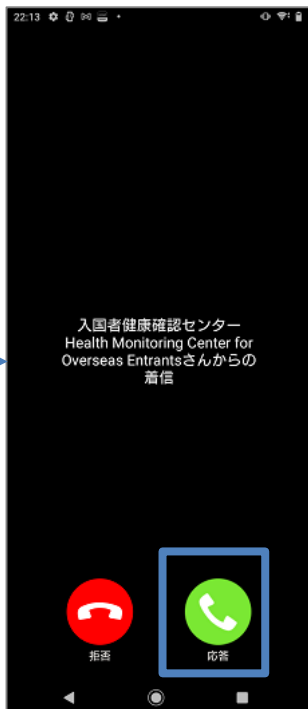 22:13
入国者健康確認センター
Health Monitoring Center for
Overseas Entrantsさんからの
着信
拒否
応答